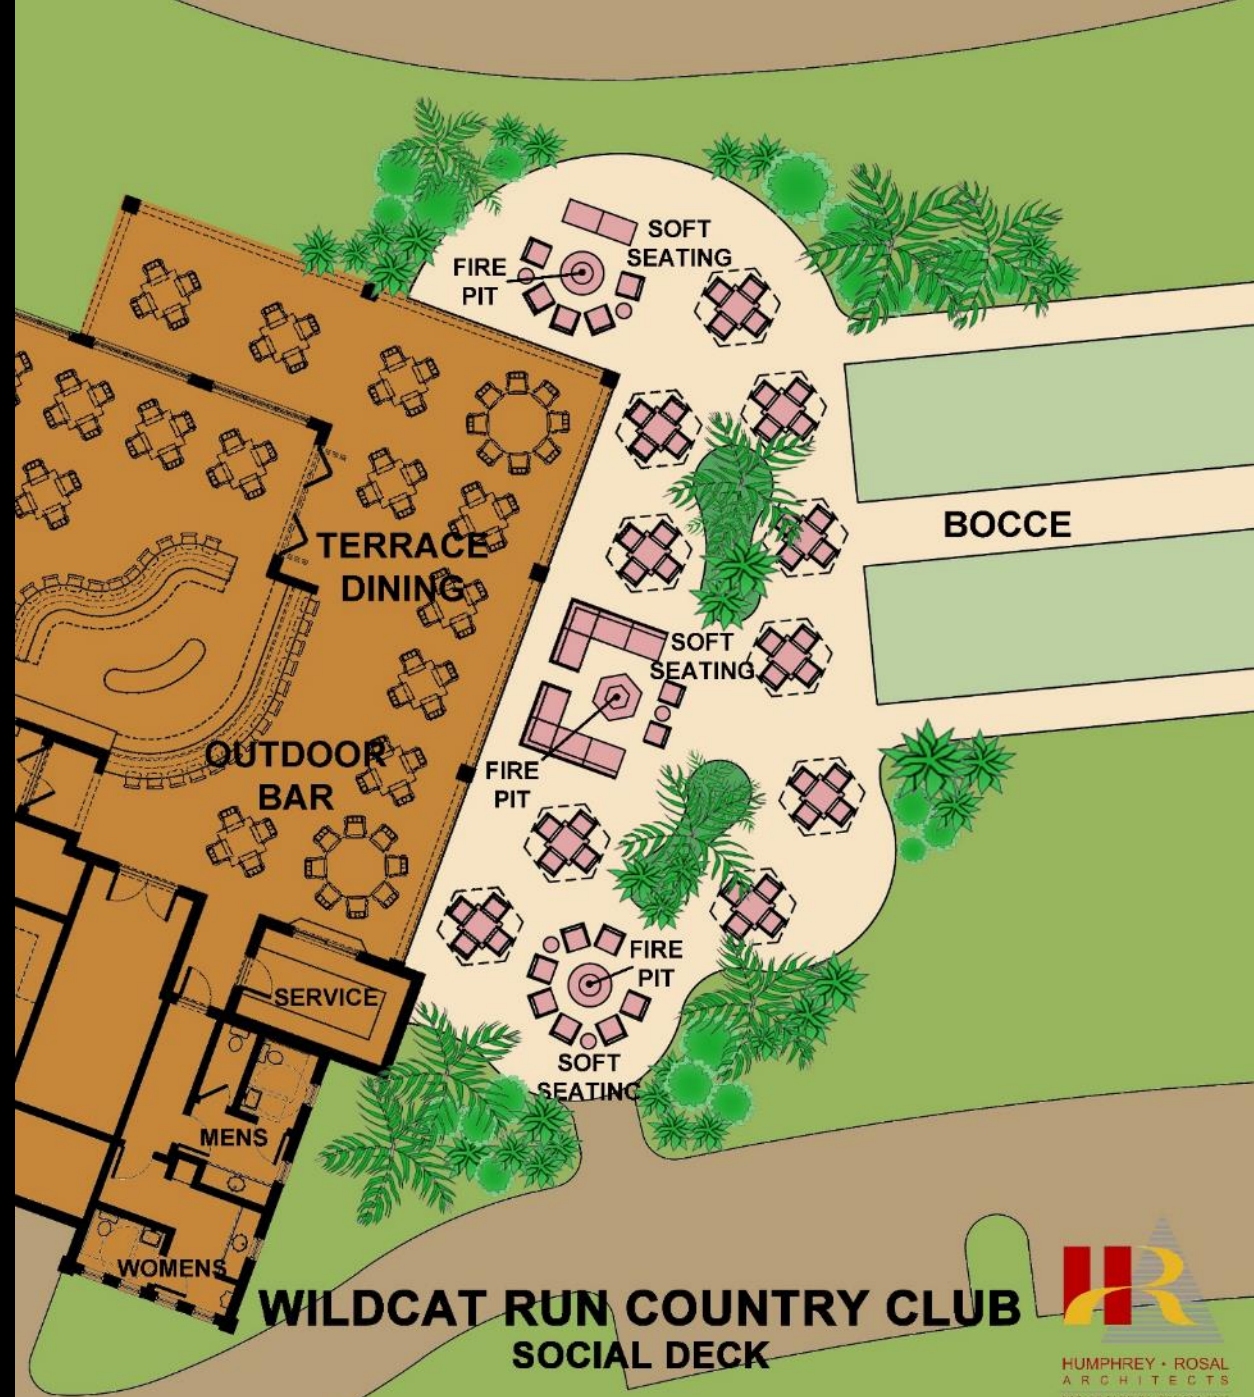 SOFT
SEATING
FIRE
PIT
BOCCE
TERRACE
DINING
SOFT
SEATING
OUTDOOR
BAR
FIRE
PIT
FIRE
PIT
SERVICE
SOFT
SEATING
MENS
WOMENS
WILDCAT RUN COUNTRY CLUB
SOCIAL DECK
HR
HUMPHREY • ROSAL
ARCHITECTS